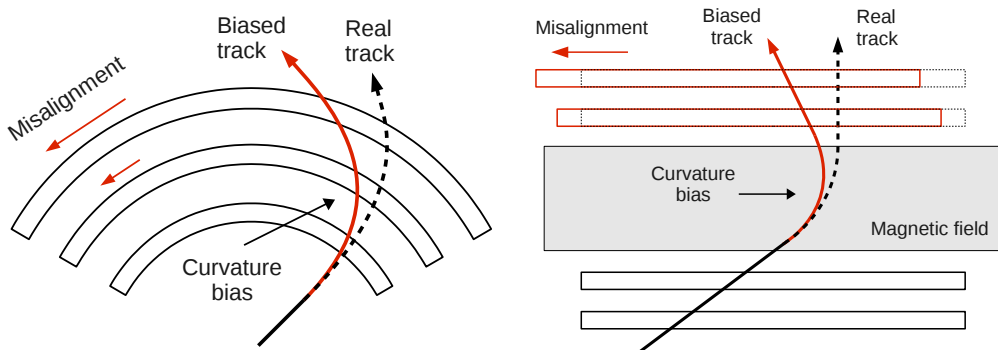 Biased
track
Real
track
Misalignment
Curvature
bias
Misalignment
Biased
track
Real
track
Curvature
bias
Magnetic field